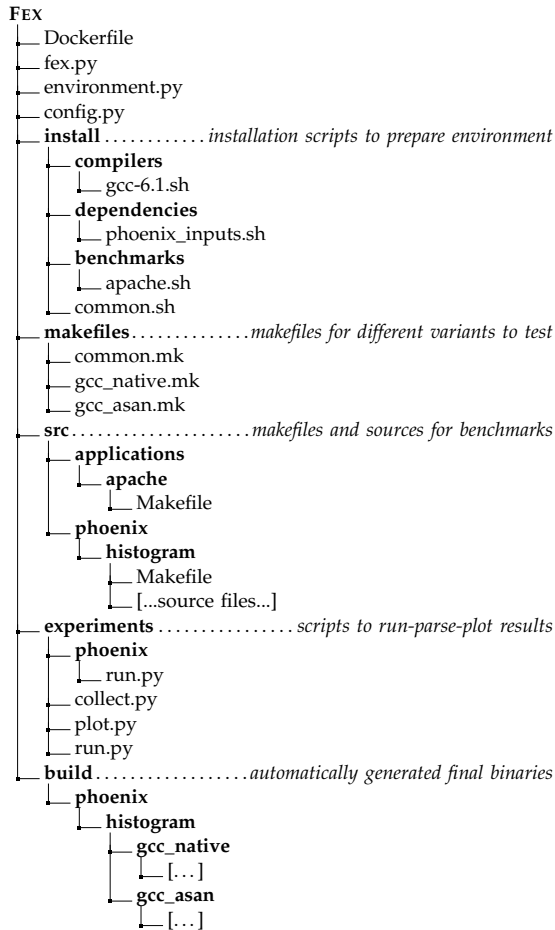 FEX
Dockerfile
fex.py
environment.py
config.py
install ............ installation scripts to prepare environment
compilers
gcc-6.1.sh
dependencies
phoenix_inputs.sh
benchmarks
apache.sh
common.sh
makefiles .............. makefiles for different variants to test
common.mk
gcc_native.mk
gcc_asan.mk
src ..................... makefiles and sources for benchmarks
applications
apache
Makefile
phoenix
histogram
Makefile
[...source files...]
experiments ................ scripts to run-parse-plot results
phoenix
run.py
collect.py
plot.py
run.py
build .................. automatically generated final binaries
phoenix
histogram
gcc_native
[...]
gcc_asan
[...]